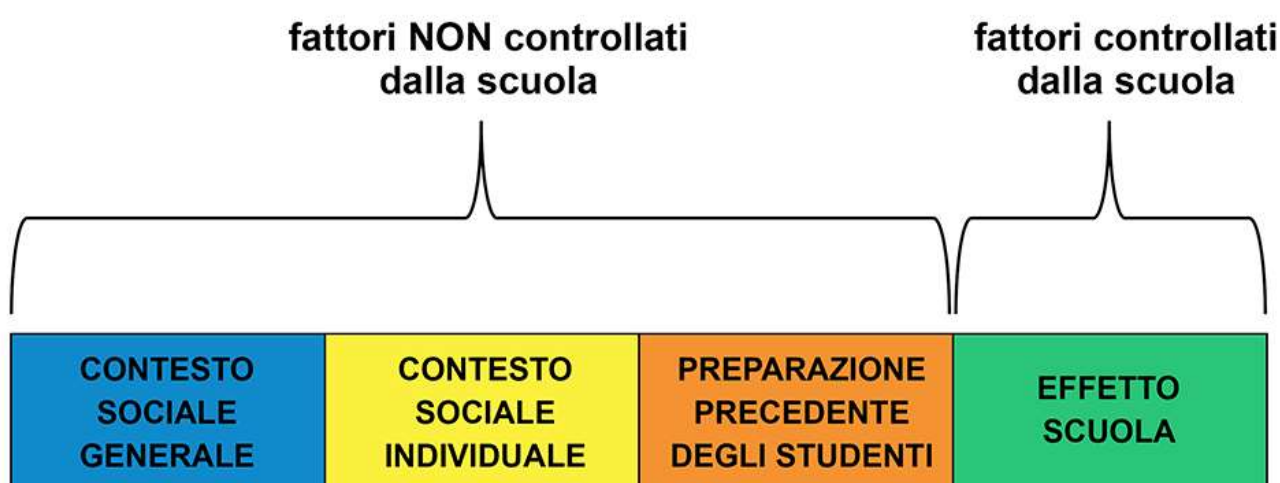 fattori NON controllati
dalla scuola
fattori controllati
dalla scuola
CONTESTO
SOCIALE
GENERALE
CONTESTO
SOCIALE
INDIVIDUALE
PREPARAZIONE
PRECEDENTE
DEGLI STUDENTI
EFFETTO
SCUOLA